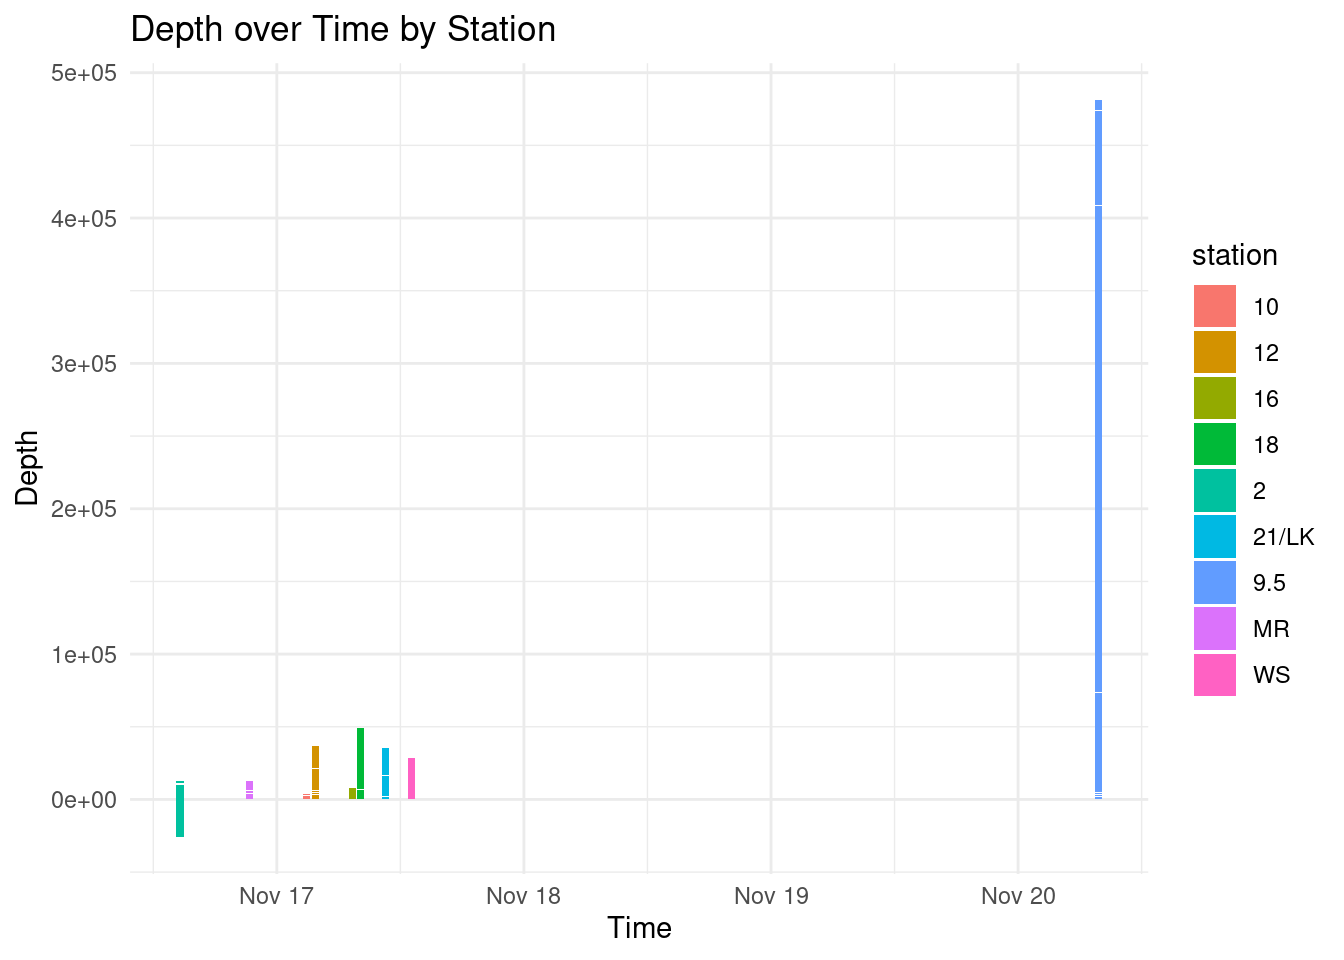 Depth over Time by Station
5e+05
4e+05
3e+05
2e+05
1e+05
0e+00
Depth
Nov 17
Nov 18
Nov 19
Nov 20
Time
station
10
12
16
18
2
21/LK
9.5
MR
WS